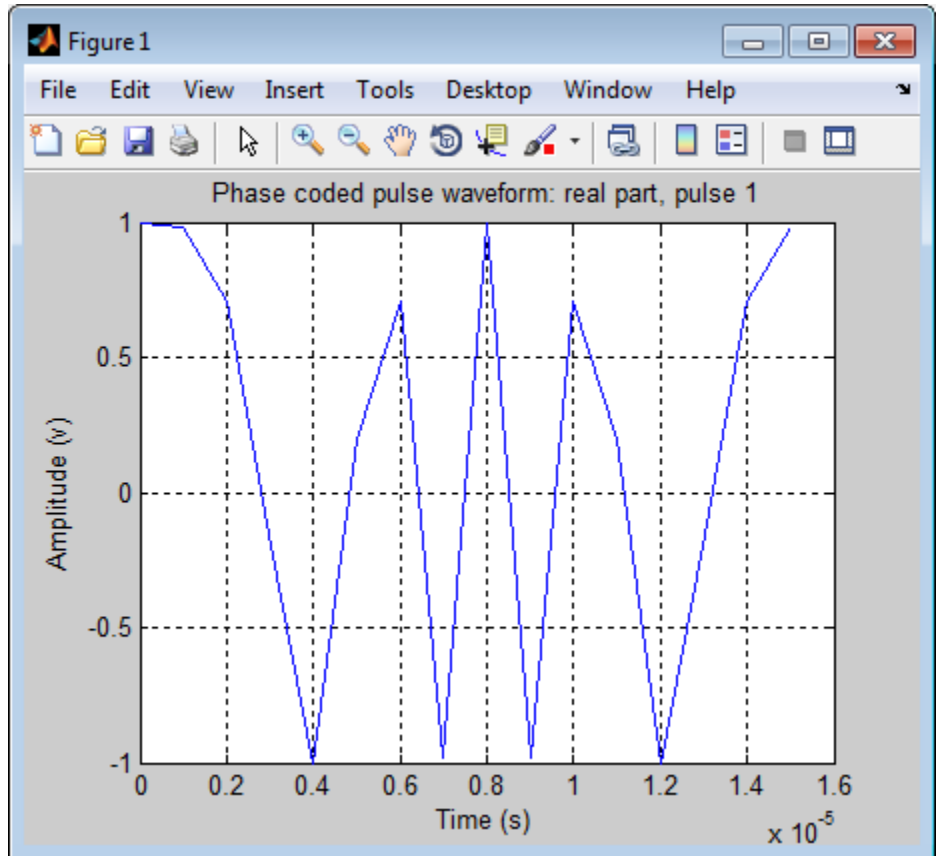 Figure 1
File Edit View Insert Tools Desktop Window Help
Phase coded pulse waveform: real part, pulse 1
1
0.5
0
-0.5
-1
Amplitude (v)
0 0.2 0.4 0.6 0.8 1 1.2 1.4 1.6
Time (s)
x 10^-5